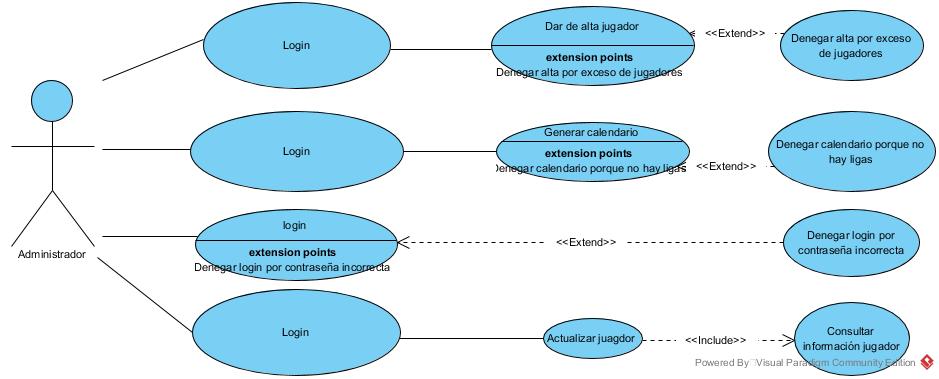 Login
Dar de alta jugador
extension points
Denegar alta por exceso de jugadores
<<Extend>>
Denegar alta por exceso
de jugadores
Login
Generar calendario
extension points
Denegar calendario porque no hay ligas
<<Extend>>
Denegar calendario porque no
hay ligas
Administrador
login
extension points
Denegar login por contraseña incorrecta
<<Extend>>
Denegar login por
contraseña incorrecta
Login
Actualizar juagdor
<<Include>>
Consultar
información jugador
Powered By Visual Paradigm Community Edition